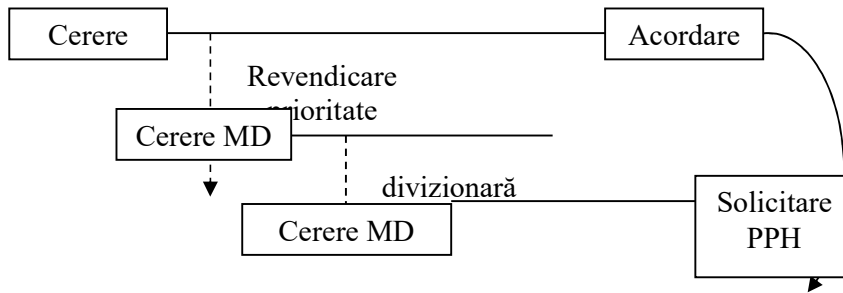 Cerere
Acordare
Revendicare
prioritate
Cerere MD
divizionară
Cerere MD
Solicitare
PPH